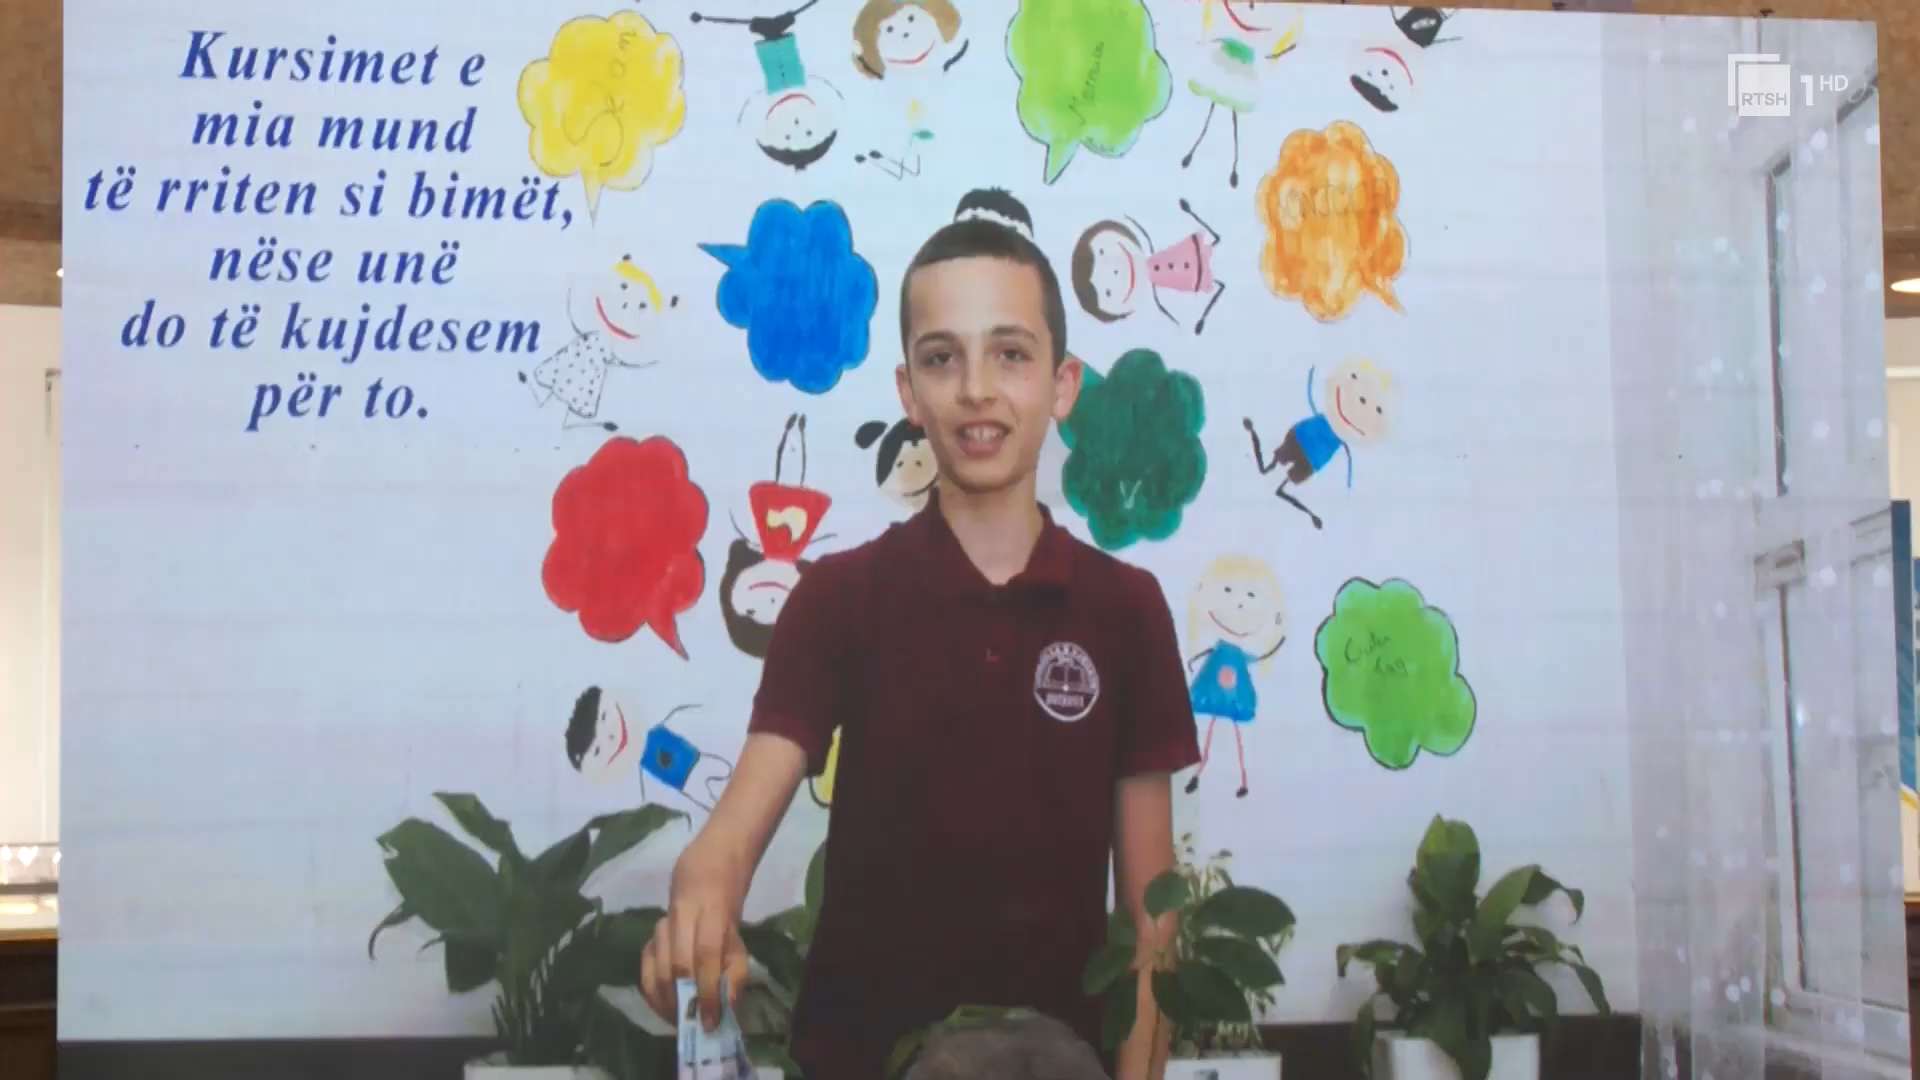 Kursimet e
mia mund
të rriten si bimët,
nëse unë
do të kujdesem
për to.
RTSH 1 HD